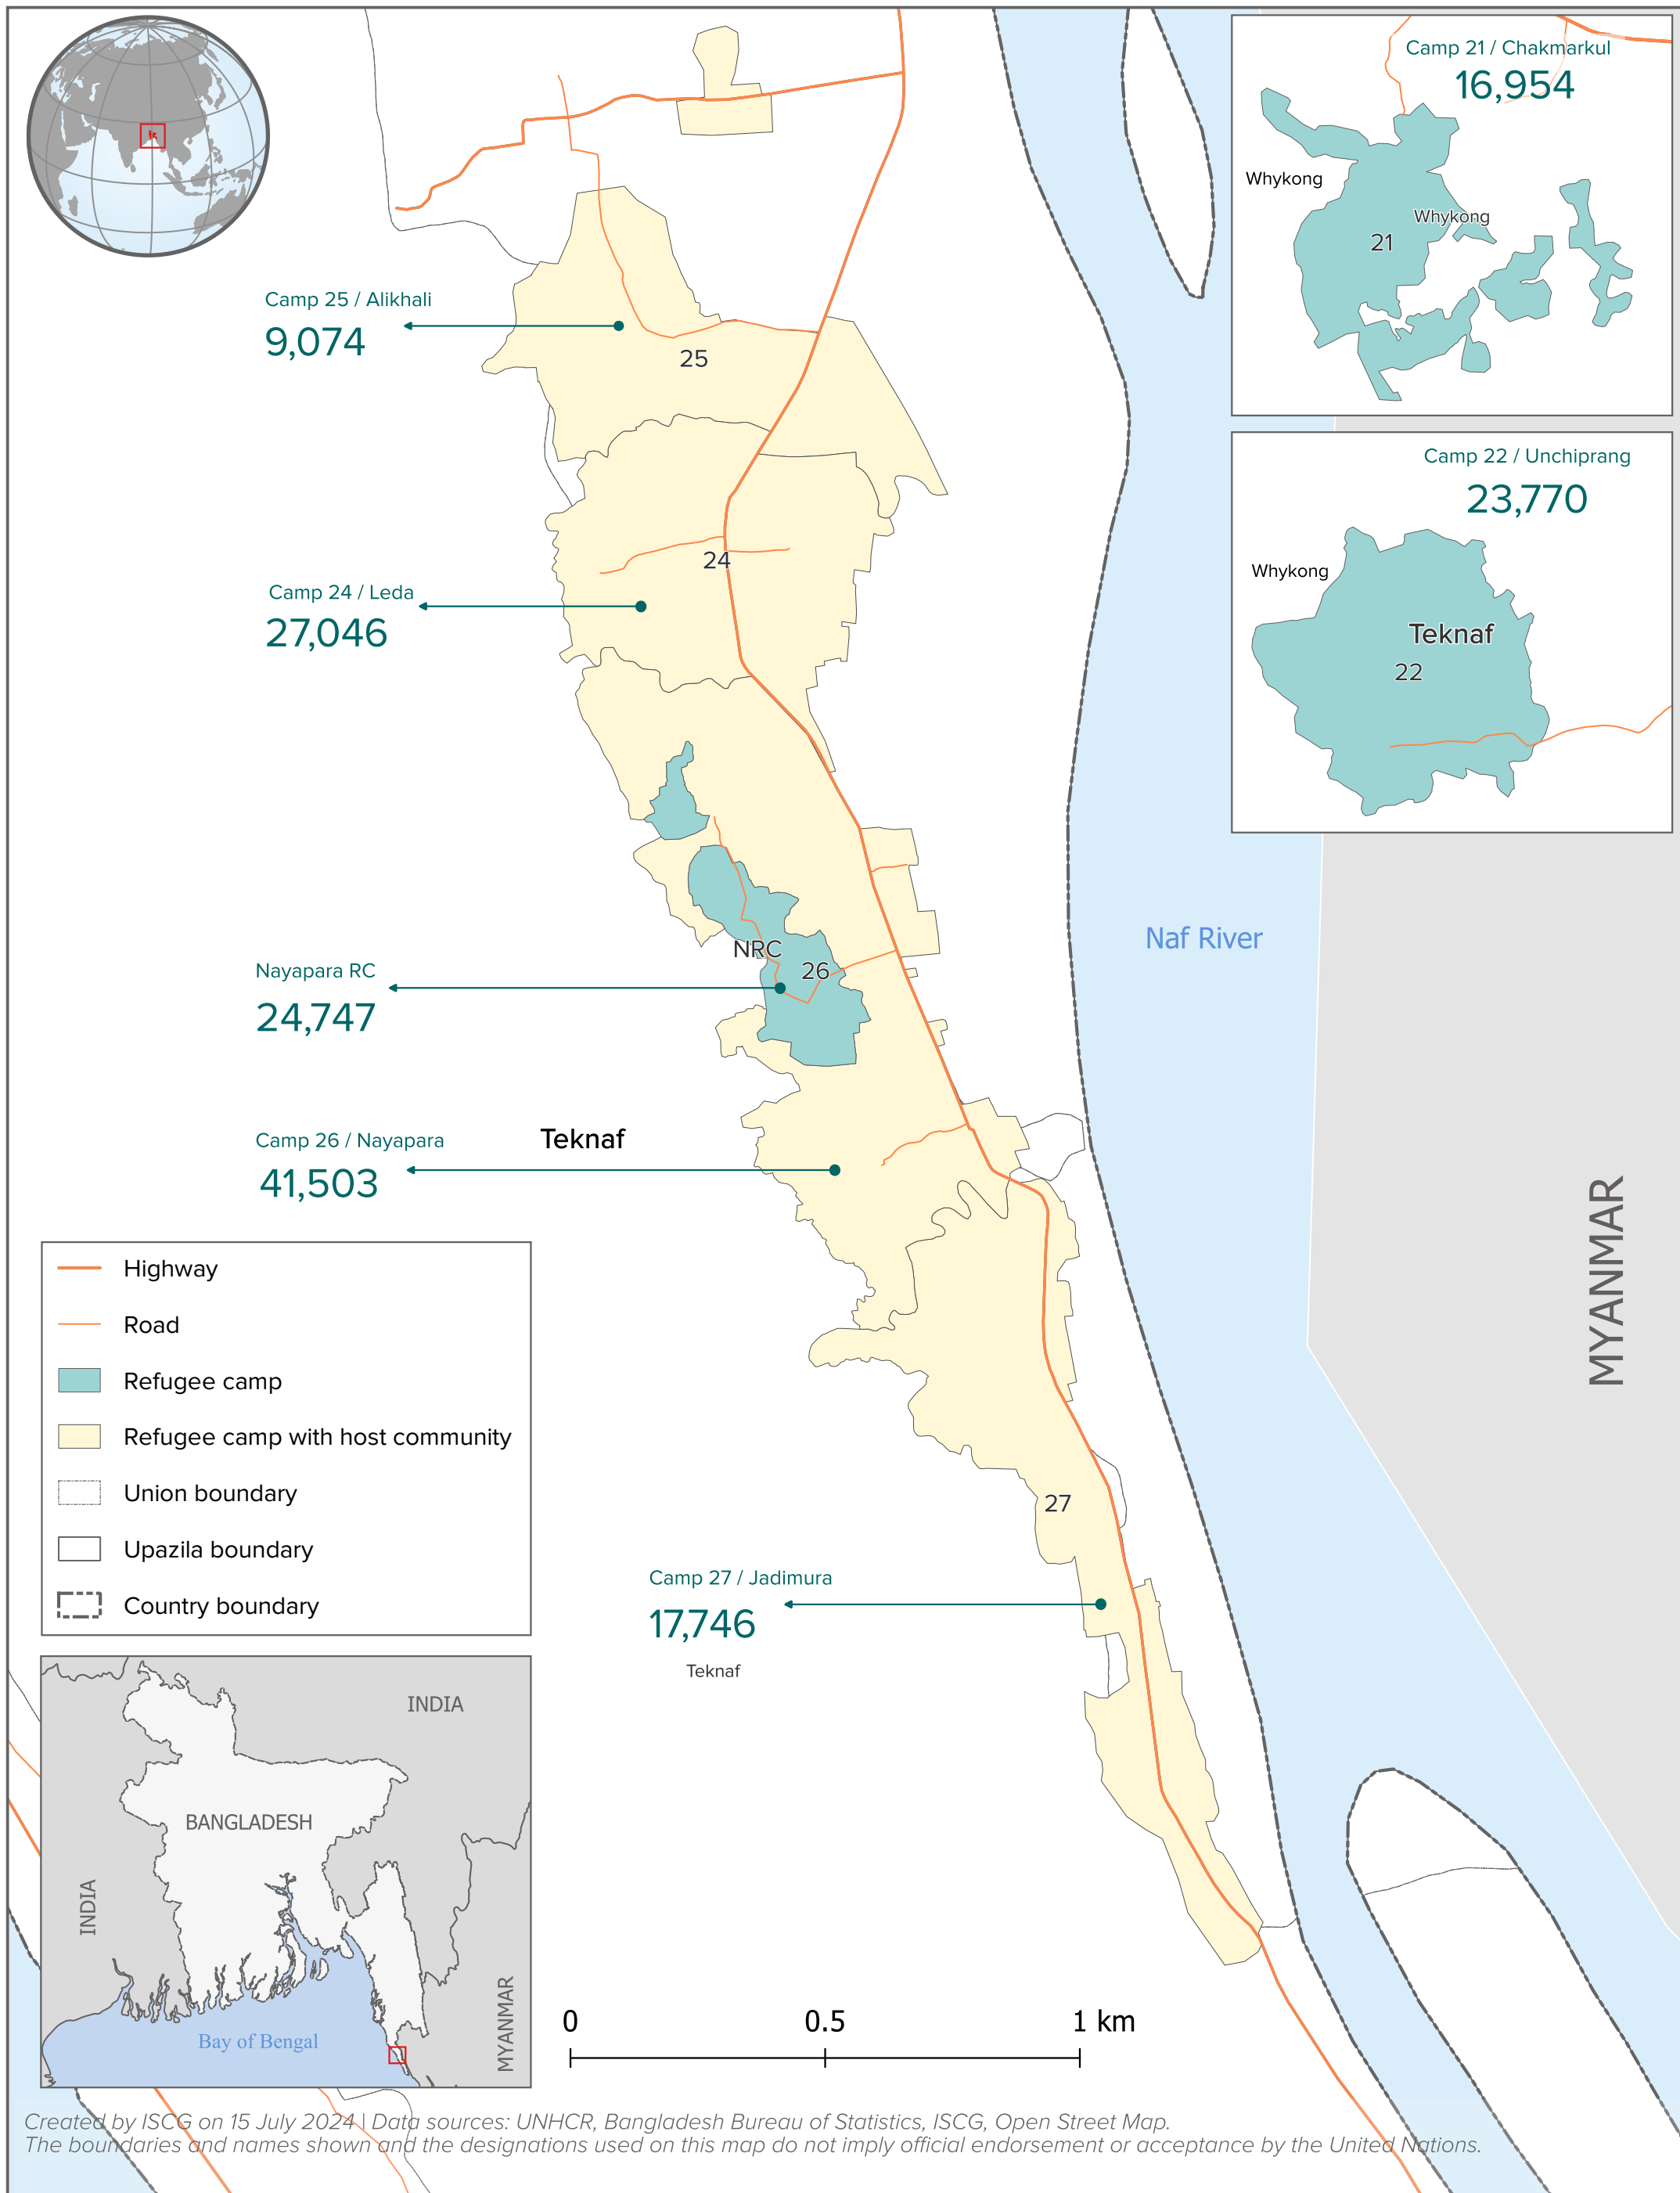 Camp 21 / Chakmarkul
16,954
Whykong
Whykong
21
Camp 25 / Alikhali
9,074
25
Camp 22 / Unchiprang
23,770
Whykong
Teknaf
22
24
Camp 24 / Leda
27,046
Naf River
NRC
26
Nayapara RC
24,747
Camp 26 / Nayapara
41,503
Teknaf
MYANMAR
Highway
Road
Refugee camp
Refugee camp with host community
Union boundary
Upazila boundary
Country boundary
27
Camp 27 / Jadimura
17,746
Teknaf
INDIA
BANGLADESH
INDIA
MYANMAR
Bay of Bengal
0 0.5 1 km
Created by ISCG on 15 July 2024 | Data sources: UNHCR, Bangladesh Bureau of Statistics, ISCG, Open Street Map.
The boundaries and names shown and the designations used on this map do not imply official endorsement or acceptance by the United Nations.